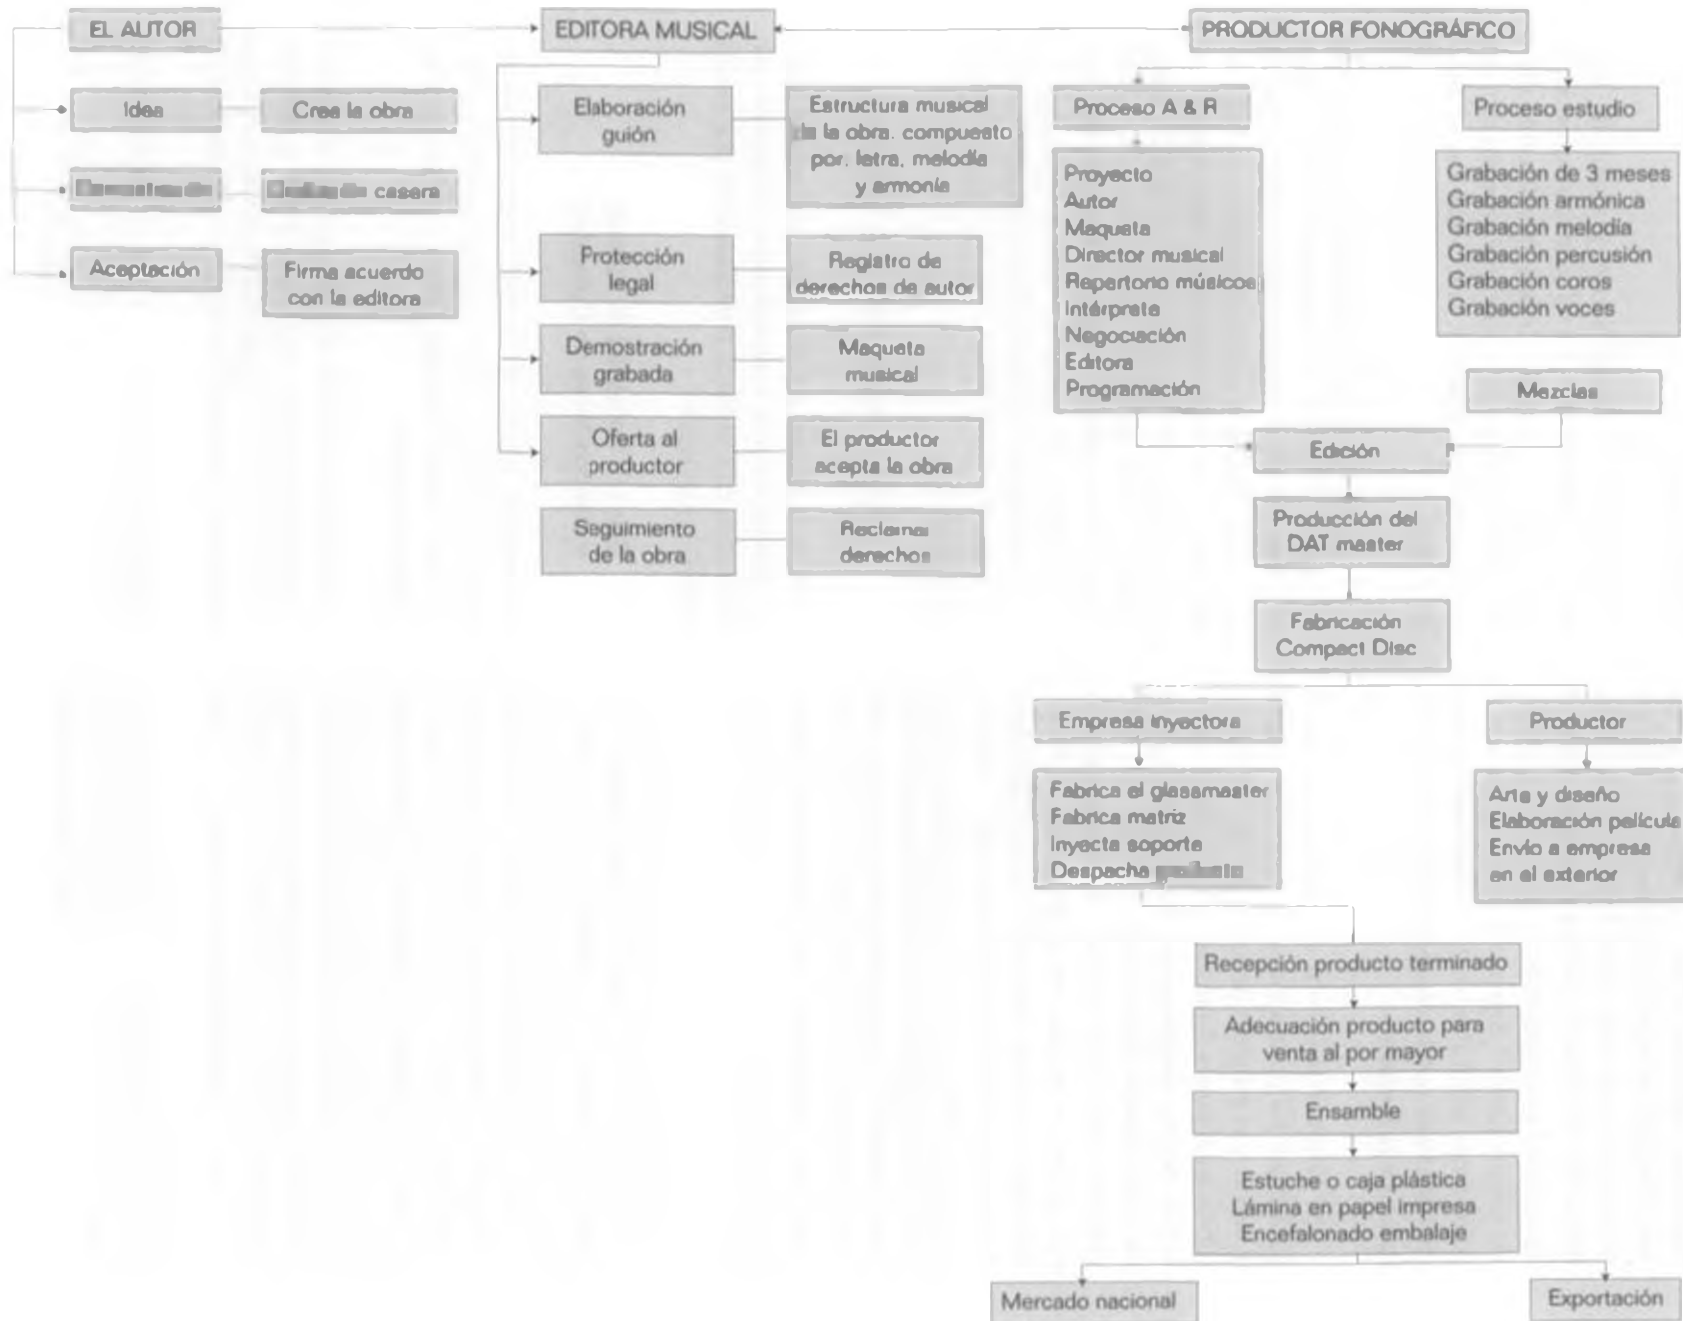 EL AUTOR
EDITORA MUSICAL
PRODUCTOR FONOGRÁFICO
Idea
Crea la obra
casera
Aceptación
Firma acuerdo
con la editora
Elaboración
guión
Estructura musical
la obra. compuesto
por. letra, melodía
y armonía
Protección
legal
Registro de
derechos de autor
Demostración
grabada
Maqueta
musical
Oferta al
productor
El productor
acepta la obra
Seguimiento
de la obra
Reclamar
derechos
Proceso A & R
Proyecto
Autor
Maqueta
Director musical
Repertorio músicos
Intérprete
Negociación
Editora
Programación
Proceso estudio
Grabación de 3 meses
Grabación armónica
Grabación melodía
Grabación percusión
Grabación coros
Grabación voces
Mezclas
Edición
Producción del
DAT master
Fabricación
Compact Disc
Empresa inyectora
Fabrica el glassmaster
Fabrica matriz
Inyecta soporte
Despacha
Productor
Arte y diseño
Elaboración película
Envío a empresa
en el exterior
Recepción producto terminado
Adecuación producto para
venta al por mayor
Ensamble
Estuche o caja plástica
Lámina en papel impresa
Encefalonado embalaje
Mercado nacional
Exportación